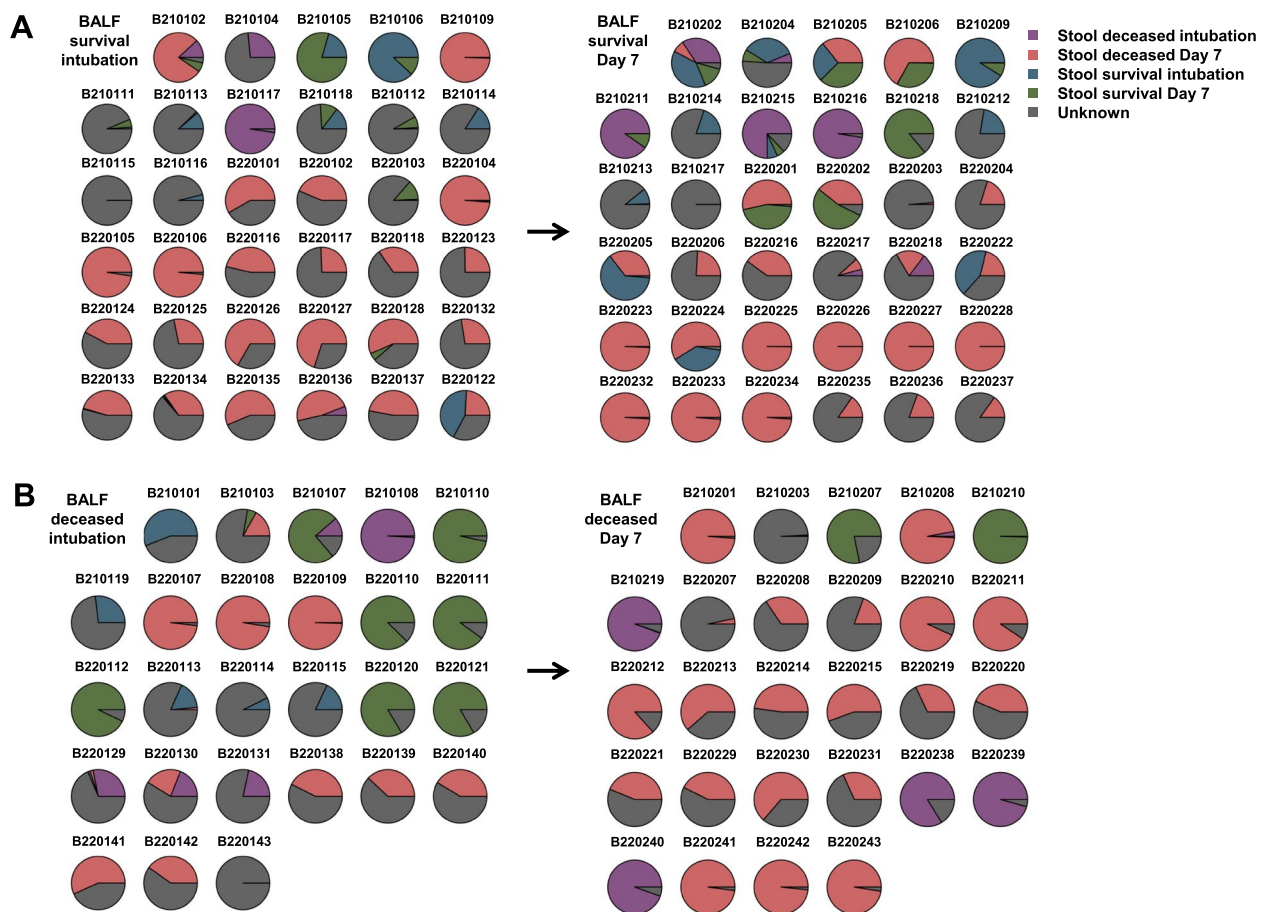 A
BALF
survival
intubation
B210102 B210104 B210105 B210106 B210109
B210111 B210113 B210117 B210118 B210112 B210114
B210115 B210116 B220101 B220102 B220103 B220104
B220105 B220106 B220116 B220117 B220118 B220123
B220124 B220125 B220126 B220127 B220128 B220132
B220133 B220134 B220135 B220136 B220137 B220122
BALF
survival
Day 7
B210202 B210204 B210205 B210206 B210209
B210211 B210214 B210215 B210216 B210218 B210212
B210213 B210217 B220201 B220202 B220203 B220204
B220205 B220206 B220216 B220217 B220218 B220222
B220223 B220224 B220225 B220226 B220227 B220228
B220232 B220233 B220234 B220235 B220236 B220237
Stool deceased intubation
Stool deceased Day 7
Stool survival intubation
Stool survival Day 7
Unknown
B
BALF
deceased
intubation
B210101 B210103 B210107 B210108 B210110
B210119 B220107 B220108 B220109 B220110 B220111
B220112 B220113 B220114 B220115 B220120 B220121
B220129 B220130 B220131 B220138 B220139 B220140
B220141 B220142 B220143
BALF
deceased
Day 7
B210201 B210203 B210207 B210208 B210210
B210219 B220207 B220208 B220209 B220210 B220211
B220212 B220213 B220214 B220215 B220219 B220220
B220221 B220229 B220230 B220231 B220238 B220239
B220240 B220241 B220242 B220243